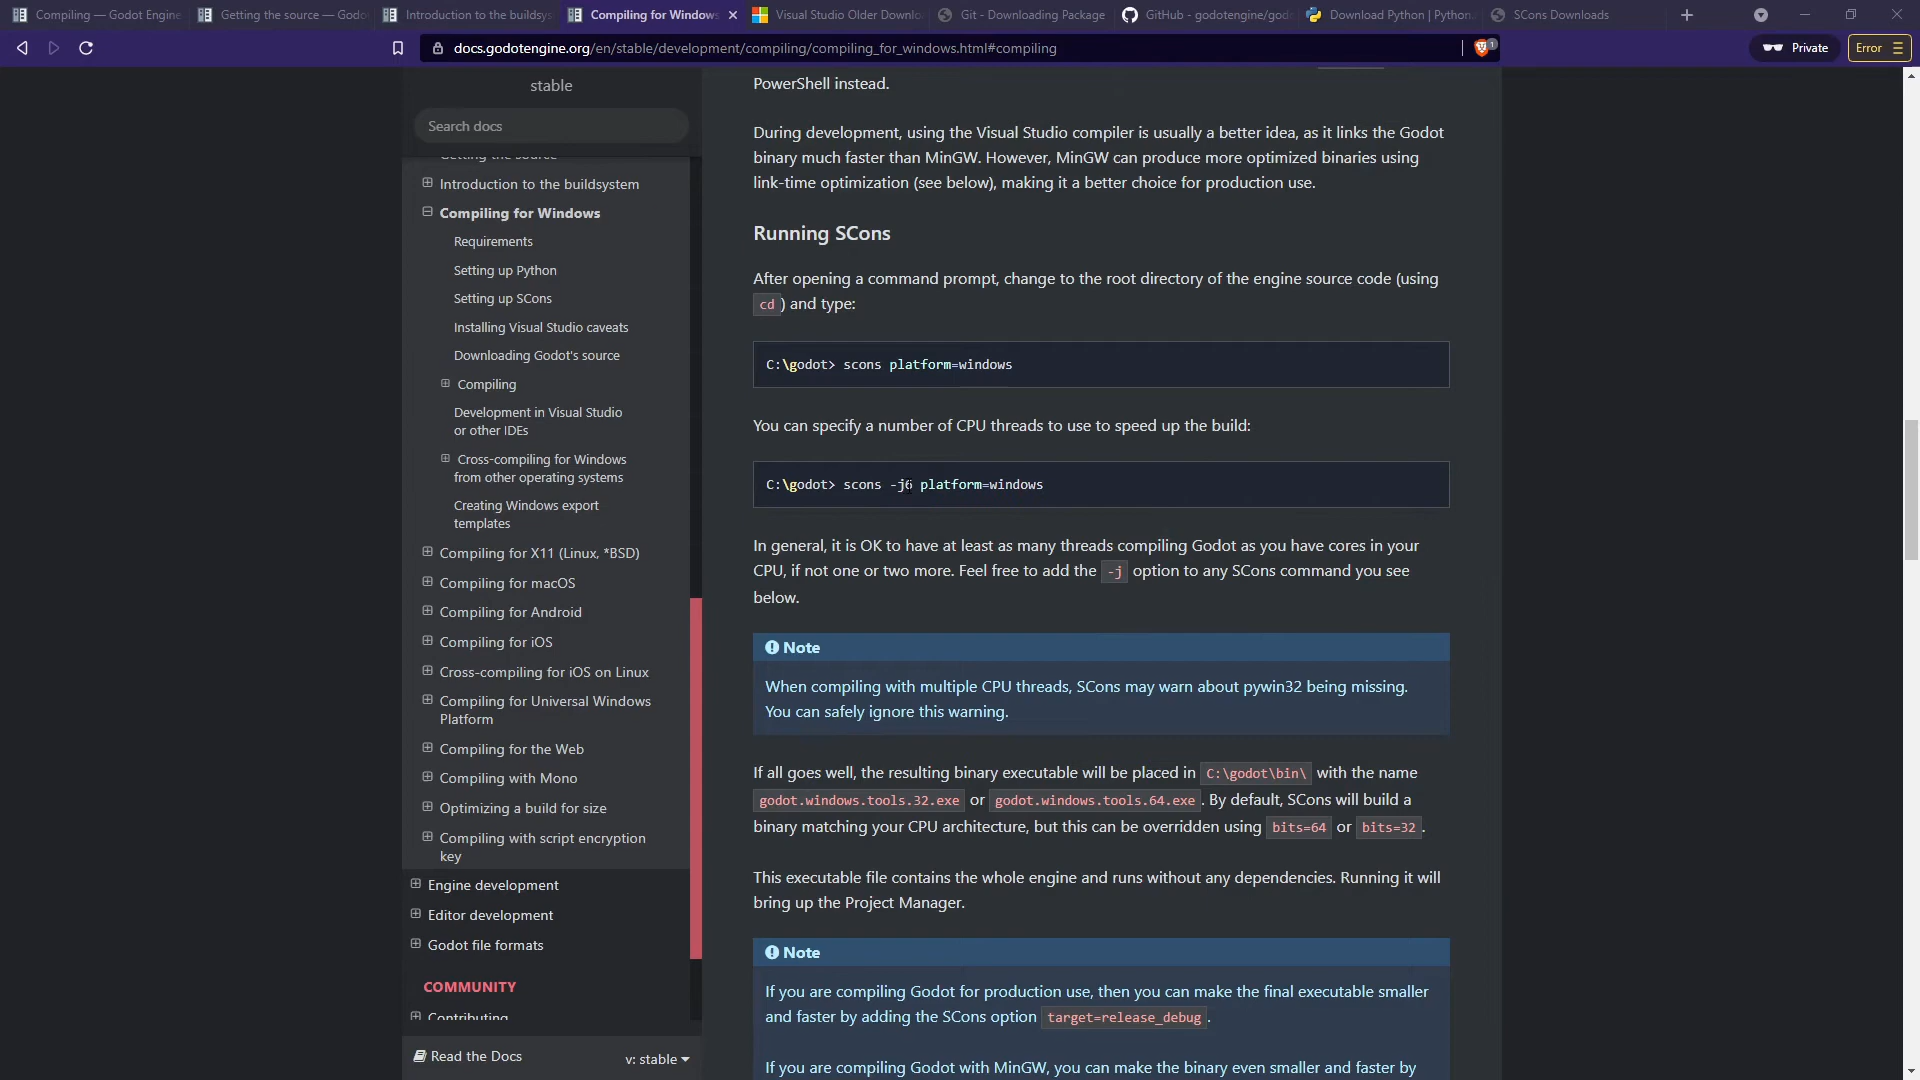 Compiling — Godot Engine
Getting the source — Godo
Introduction to the buildsys
Compiling for Windows
Visual Studio Older Downlo
Git - Downloading Package
GitHub - godotengine/god
Download Python | Python.
SCons Downloads
docs.godotengine.org/en/stable/development/compiling/compiling_for_windows.html#compiling
1
Private
Error
stable
Search docs
Getting the source
Introduction to the buildsystem
Compiling for Windows
Requirements
Setting up Python
Setting up SCons
Installing Visual Studio caveats
Downloading Godot's source
Compiling
Development in Visual Studio
or other IDEs
Cross-compiling for Windows
from other operating systems
Creating Windows export
templates
Compiling for X11 (Linux, *BSD)
Compiling for macOS
Compiling for Android
Compiling for iOS
Cross-compiling for iOS on Linux
Compiling for Universal Windows
Platform
Compiling for the Web
Compiling with Mono
Optimizing a build for size
Compiling with script encryption
key
Engine development
Editor development
Godot file formats
COMMUNITY
Contributing
Read the Docs
v: stable
PowerShell instead.
During development, using the Visual Studio compiler is usually a better idea, as it links the Godot
binary much faster than MinGW. However, MinGW can produce more optimized binaries using
link-time optimization (see below), making it a better choice for production use.
Running SCons
After opening a command prompt, change to the root directory of the engine source code (using
cd ) and type:
C:\godot> scons platform=windows
You can specify a number of CPU threads to use to speed up the build:
C:\godot> scons -j6 platform=windows
In general, it is OK to have at least as many threads compiling Godot as you have cores in your
CPU, if not one or two more. Feel free to add the -j option to any SCons command you see
below.
Note
When compiling with multiple CPU threads, SCons may warn about pywin32 being missing.
You can safely ignore this warning.
If all goes well, the resulting binary executable will be placed in C:\godot\bin\ with the name
godot.windows.tools.32.exe or godot.windows.tools.64.exe . By default, SCons will build a
binary matching your CPU architecture, but this can be overridden using bits=64 or bits=32 .
This executable file contains the whole engine and runs without any dependencies. Running it will
bring up the Project Manager.
Note
If you are compiling Godot for production use, then you can make the final executable smaller
and faster by adding the SCons option target=release_debug .
If you are compiling Godot with MinGW, you can make the binary even smaller and faster by